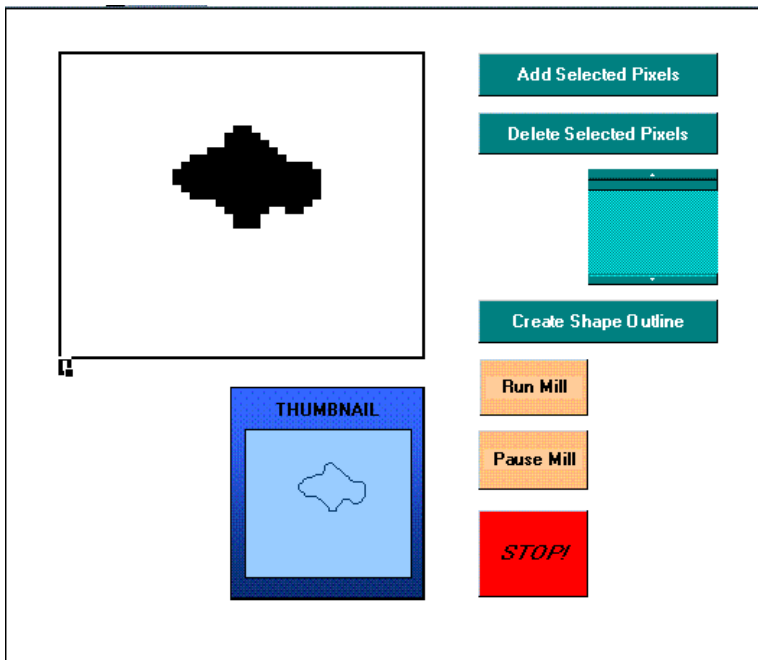 Add Selected Pixels
Delete Selected Pixels
Create Shape Outline
Run Mill
THUMBNAIL
Pause Mill
STOP!